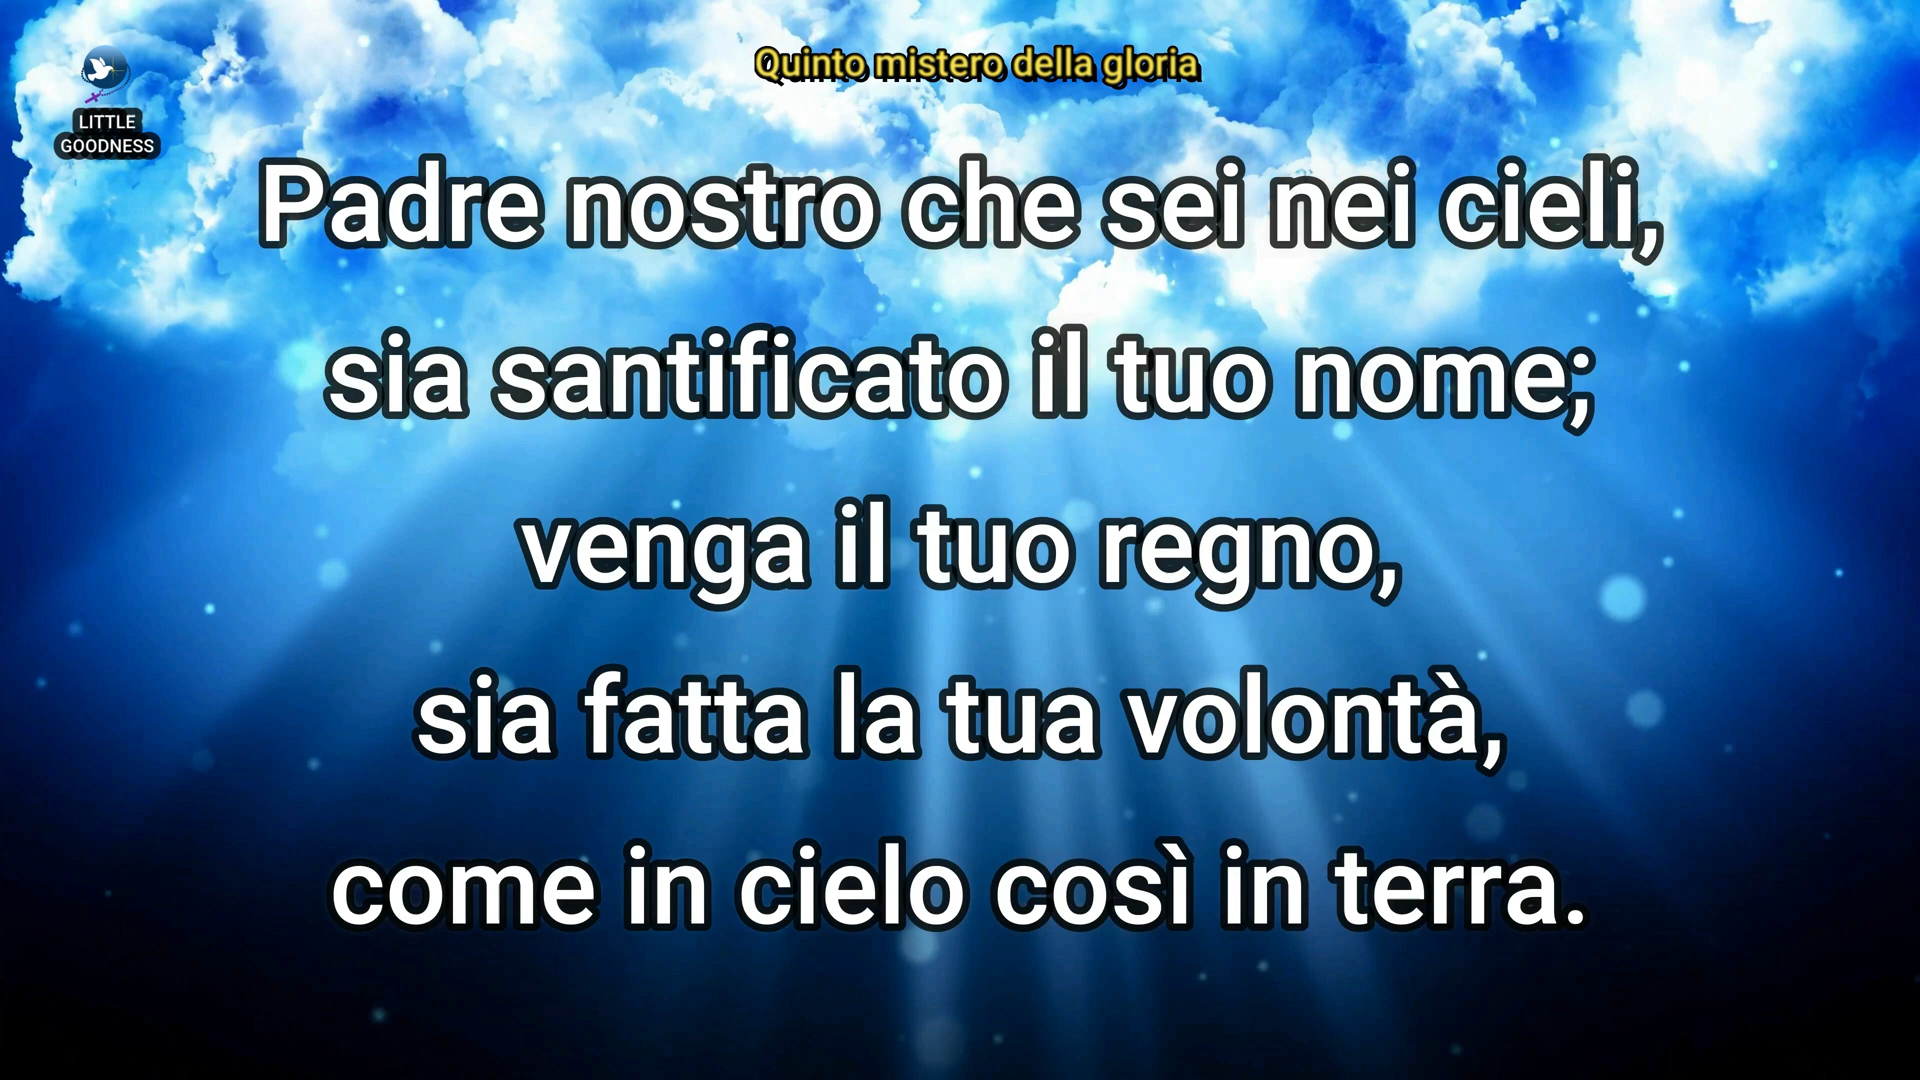 Quinto mistero della gloria
LITTLE
GOODNESS
Padre nostro che sei nei cieli,
sia santificato il tuo nome;
venga il tuo regno,
sia fatta la tua volontà,
come in cielo così in terra.